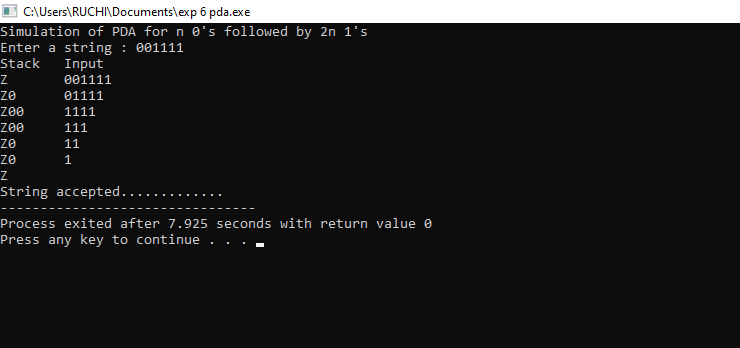 C:\Users\RUCHI\Documents\exp 6 pda.exe
Simulation of PDA for n 0's followed by 2n 1's
Enter a string : 001111
Stack   Input
Z       001111
Z0      01111
Z00     1111
Z00     111
Z0      11
Z0      1
Z
String accepted.............
--------------------------------
Process exited after 7.925 seconds with return value 0
Press any key to continue . . .